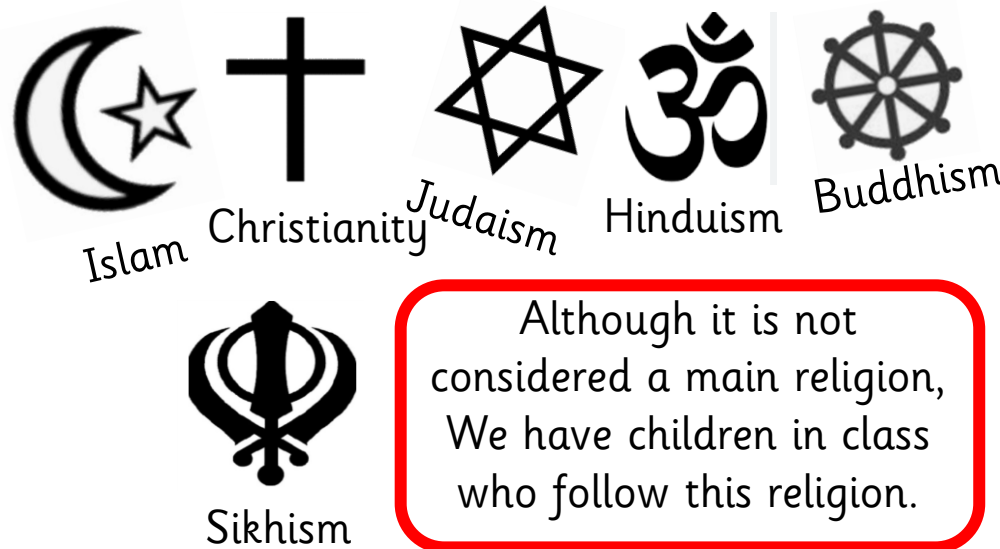 Islam
Christianity
Judaism
Hinduism
Buddhism
Sikhism
Although it is not
considered a main religion,
We have children in class
who follow this religion.